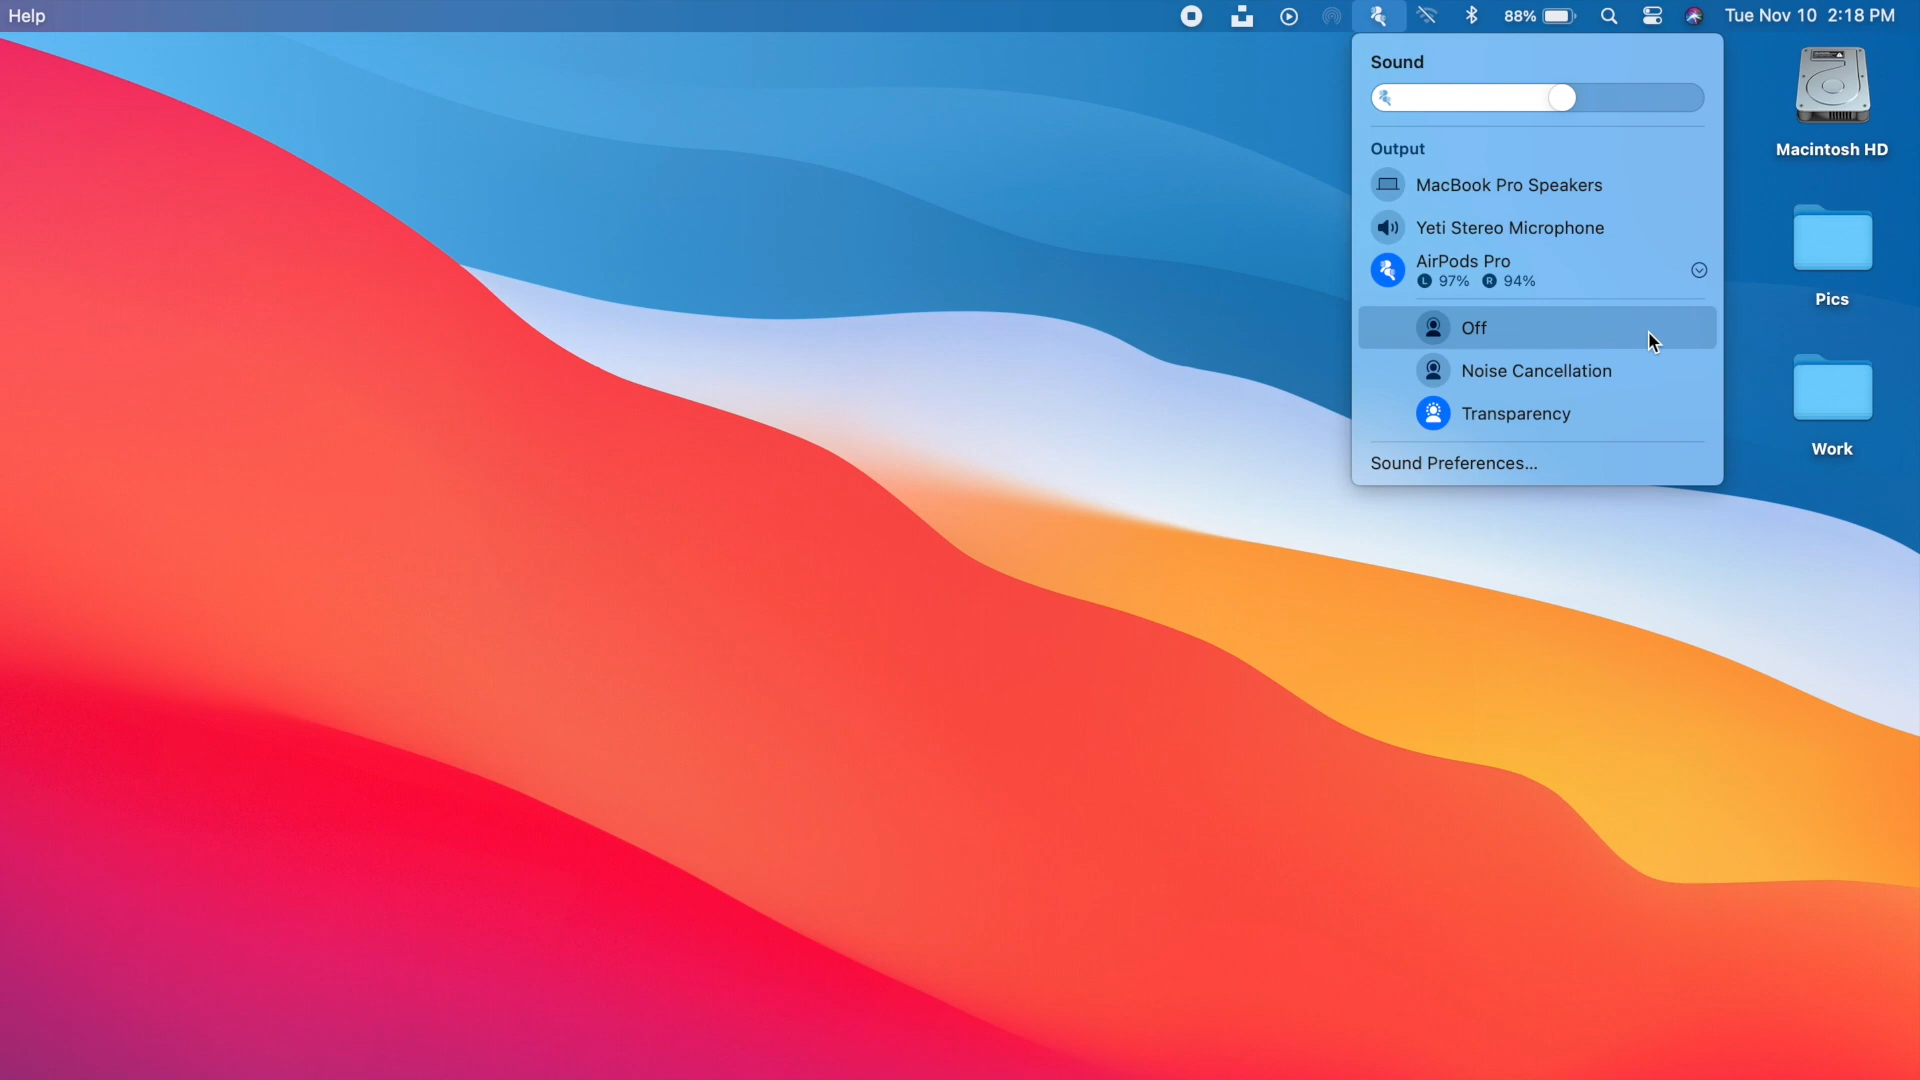 Help
88%
Tue Nov 10 2:18 PM
Sound
Output
MacBook Pro Speakers
Yeti Stereo Microphone
AirPods Pro
L 97% R 94%
Off
Noise Cancellation
Transparency
Sound Preferences...
Macintosh HD
Pics
Work